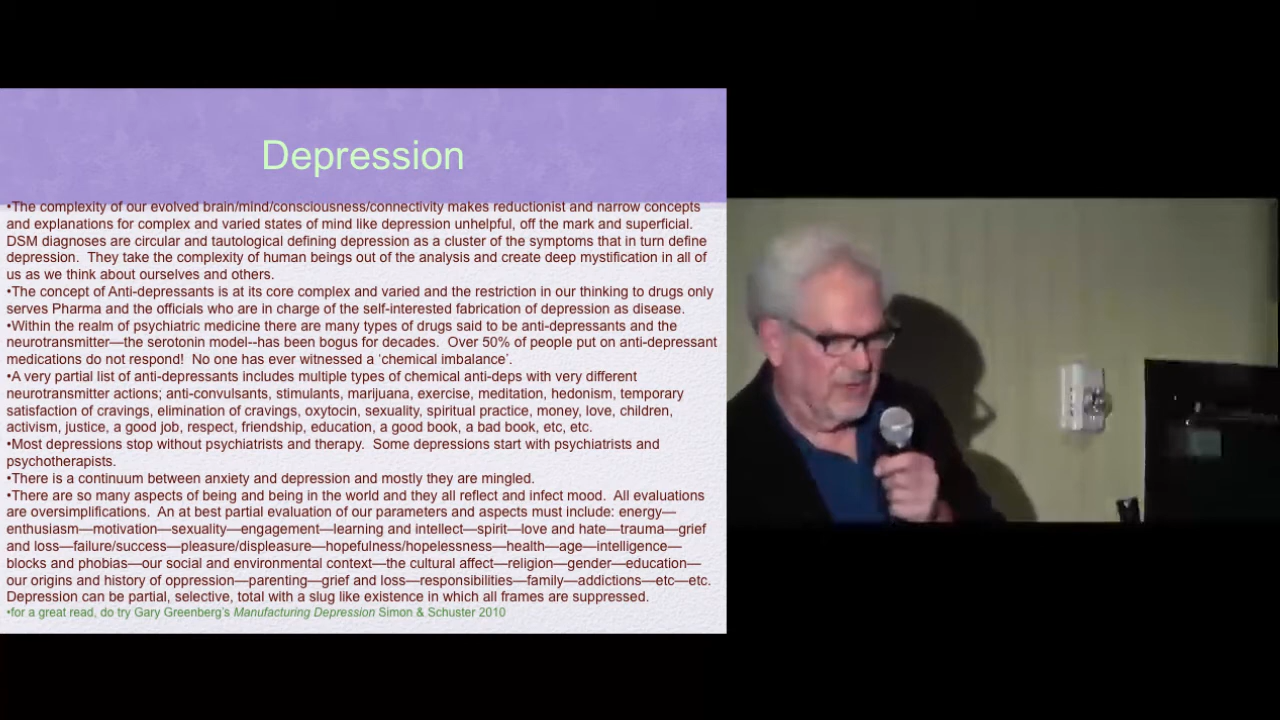 Depression
•The complexity of our evolved brain/mind/consciousness/connectivity makes reductionist and narrow concepts
and explanations for complex and varied states of mind like depression unhelpful, off the mark and superficial.
DSM diagnoses are circular and tautological defining depression as a cluster of the symptoms that in turn define
depression.  They take the complexity of human beings out of the analysis and create deep mystification in all of
us as we think about ourselves and others.
•The concept of Anti-depressants is at its core complex and varied and the restriction in our thinking to drugs only
serves Pharma and the officials who are in charge of the self-interested fabrication of depression as disease.
•Within the realm of psychiatric medicine there are many types of drugs said to be anti-depressants and the
neurotransmitter—the serotonin model--has been bogus for decades.  Over 50% of people put on anti-depressant
medications do not respond!  No one has ever witnessed a ‘chemical imbalance’.
•A very partial list of anti-depressants includes multiple types of chemical anti-deps with very different
neurotransmitter actions; anti-convulsants, stimulants, marijuana, exercise, meditation, hedonism, temporary
satisfaction of cravings, elimination of cravings, oxytocin, sexuality, spiritual practice, money, love, children,
activism, justice, a good job, respect, friendship, education, a good book, a bad book, etc, etc.
•Most depressions stop without psychiatrists and therapy.  Some depressions start with psychiatrists and
psychotherapists.
•There is a continuum between anxiety and depression and mostly they are mingled.
•There are so many aspects of being and being in the world and they all reflect and infect mood.  All evaluations
are oversimplifications.  An at best partial evaluation of our parameters and aspects must include: energy—
enthusiasm—motivation—sexuality—engagement—learning and intellect—spirit—love and hate—trauma—grief
and loss—failure/success—pleasure/displeasure—hopefulness/hopelessness—health—age—intelligence—
blocks and phobias—our social and environmental context—the cultural affect—religion—gender—education—
our origins and history of oppression—parenting—grief and loss—responsibilities—family—addictions—etc—etc.
Depression can be partial, selective, total with a slug like existence in which all frames are suppressed.
•for a great read, do try Gary Greenberg’s Manufacturing Depression Simon & Schuster 2010